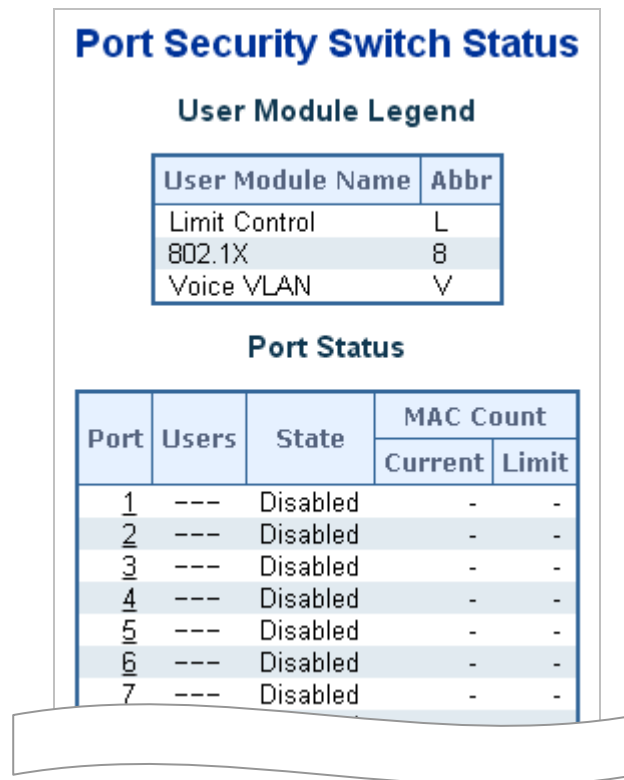 Port Security Switch Status
User Module Legend
User Module Name Abbr
Limit Control L
802.1X 8
Voice VLAN V
Port Status
Port Users State MAC Count
Current Limit
1 --- Disabled - -
2 --- Disabled - -
3 --- Disabled - -
4 --- Disabled - -
5 --- Disabled - -
6 --- Disabled - -
7 --- Disabled - -